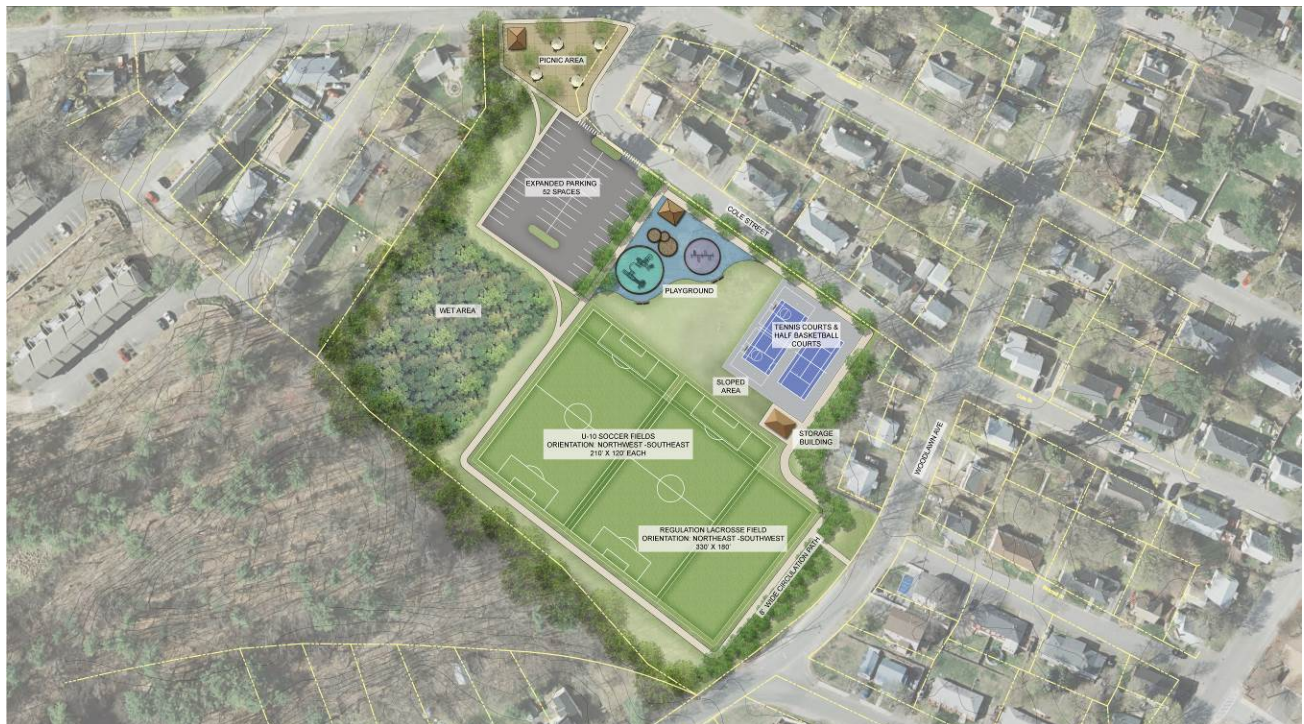 PICNIC AREA
EXPANDED PARKING
52 SPACES
COLE STREET
PLAYGROUND
WET AREA
TENNIS COURTS &
HALF BASKETBALL
COURTS
SLOPED
AREA
STORAGE
BUILDING
U-10 SOCCER FIELDS
ORIENTATION: NORTHWEST -SOUTHEAST
210' X 120' EACH
WOODLAWN AVE
REGULATION LACROSSE FIELD
ORIENTATION: NORTHEAST -SOUTHWEST
330' X 180'
8' WIDE CIRCULATION PATH